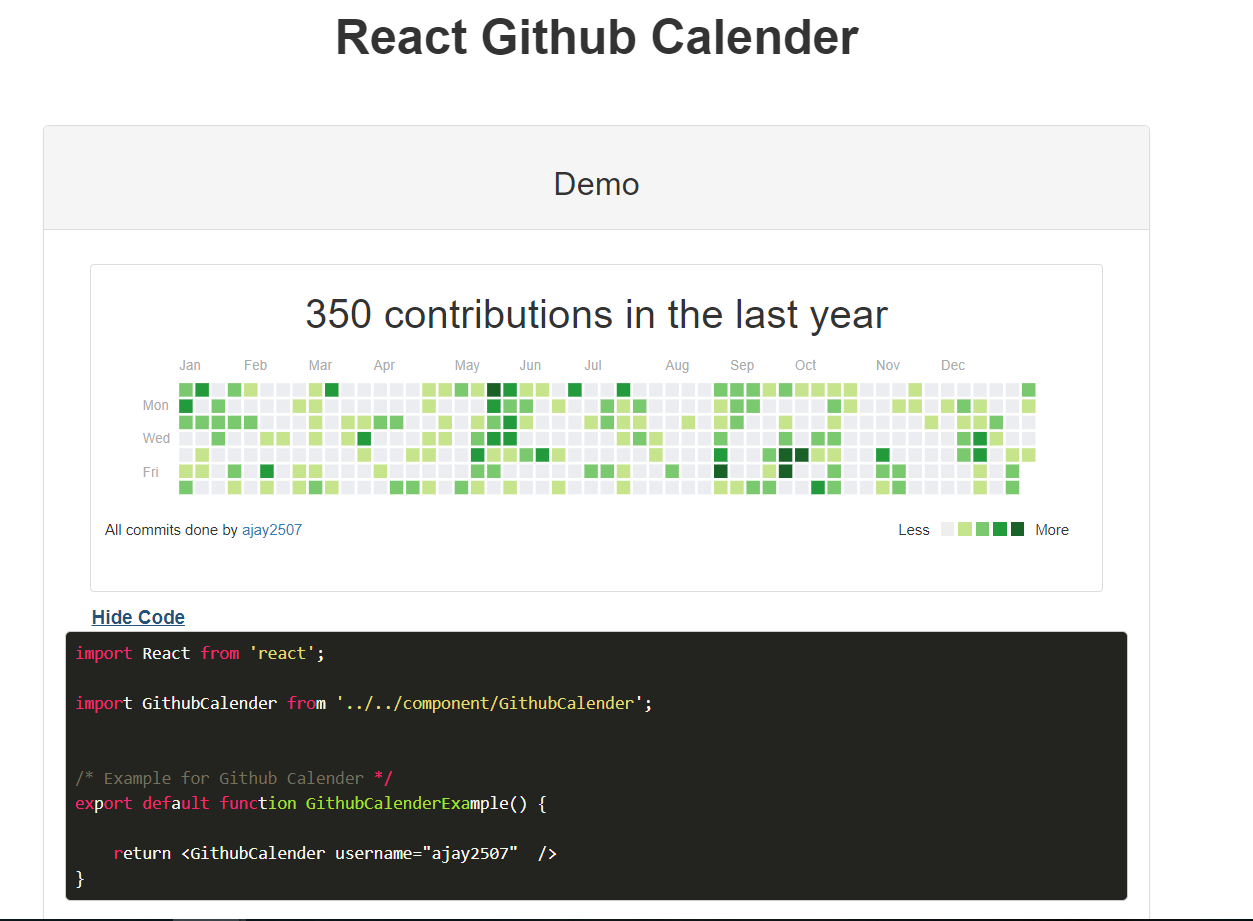 React Github Calender
Demo
350 contributions in the last year
Jan Feb Mar Apr May Jun Jul Aug Sep Oct Nov Dec
Mon
Wed
Fri
All commits done by ajay2507 Less More
Hide Code
import React from 'react';
import GithubCalender from '../../component/GithubCalender';
/* Example for Github Calender */
export default function GithubCalenderExample() {
return <GithubCalender username="ajay2507" />
}